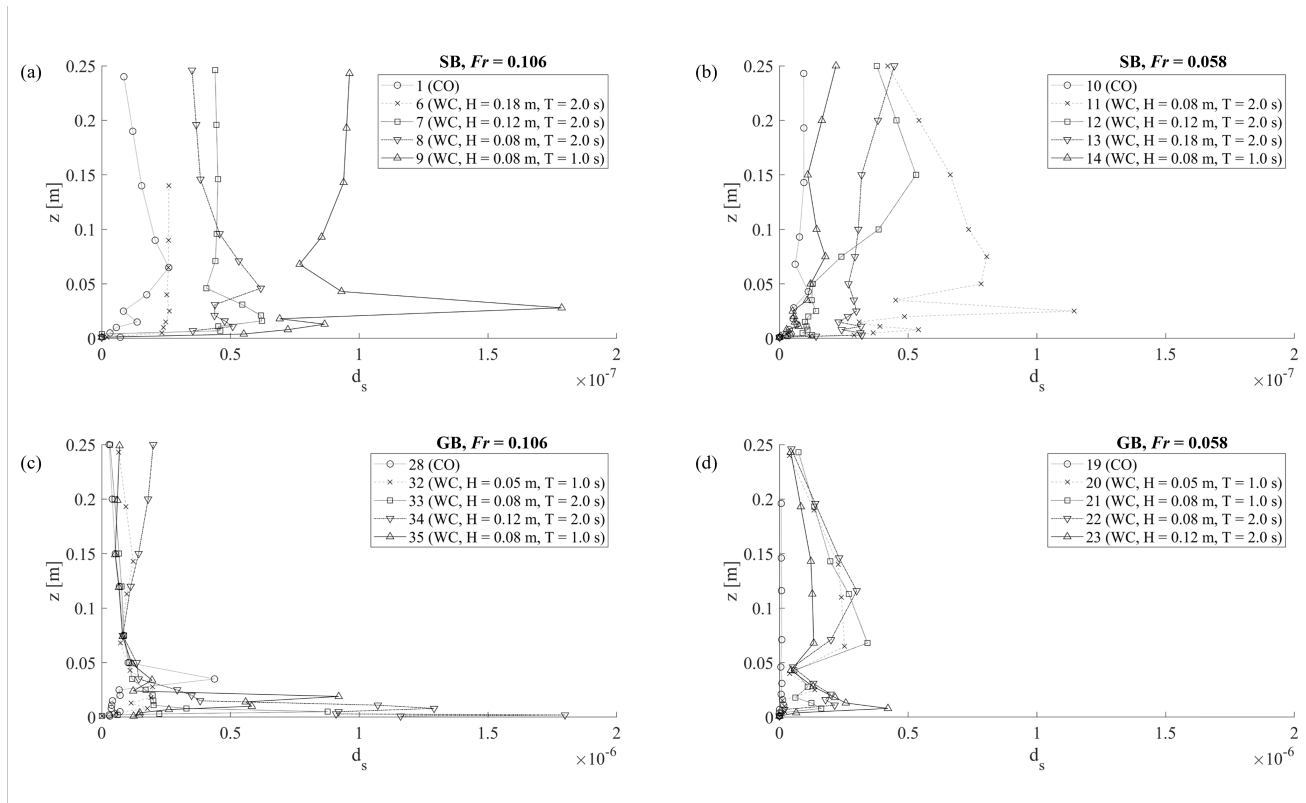 (a)
SB, Fr = 0.106
1 (CO)
6 (WC, H = 0.18 m, T = 2.0 s)
7 (WC, H = 0.12 m, T = 2.0 s)
8 (WC, H = 0.08 m, T = 2.0 s)
9 (WC, H = 0.08 m, T = 1.0 s)
0.25
0.2
0.15
0.1
0.05
0
z [m]
0 0.5 1 1.5 2
d_s
×10^-7
(b)
SB, Fr = 0.058
10 (CO)
11 (WC, H = 0.08 m, T = 2.0 s)
12 (WC, H = 0.12 m, T = 2.0 s)
13 (WC, H = 0.18 m, T = 2.0 s)
14 (WC, H = 0.08 m, T = 1.0 s)
0.25
0.2
0.15
0.1
0.05
0
z [m]
0 0.5 1 1.5 2
d_s
×10^-7
(c)
GB, Fr = 0.106
28 (CO)
32 (WC, H = 0.05 m, T = 1.0 s)
33 (WC, H = 0.08 m, T = 2.0 s)
34 (WC, H = 0.12 m, T = 2.0 s)
35 (WC, H = 0.08 m, T = 1.0 s)
0.25
0.2
0.15
0.1
0.05
0
z [m]
0 0.5 1 1.5 2
d_s
×10^-6
(d)
GB, Fr = 0.058
19 (CO)
20 (WC, H = 0.05 m, T = 1.0 s)
21 (WC, H = 0.08 m, T = 1.0 s)
22 (WC, H = 0.08 m, T = 2.0 s)
23 (WC, H = 0.12 m, T = 2.0 s)
0.25
0.2
0.15
0.1
0.05
0
z [m]
0 0.5 1 1.5 2
d_s
×10^-6